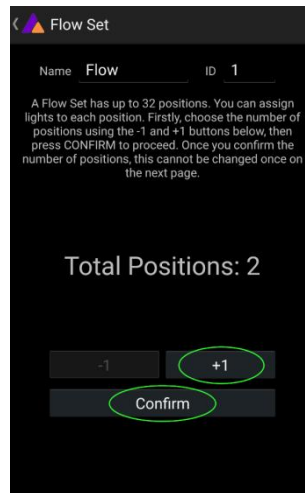 Flow Set
Name Flow ID 1
A Flow Set has up to 32 positions. You can assign
lights to each position. Firstly, choose the number of
positions using the -1 and +1 buttons below, then
press CONFIRM to proceed. Once you confirm the
number of positions, this cannot be changed once on
the next page.
Total Positions: 2
-1 +1
Confirm